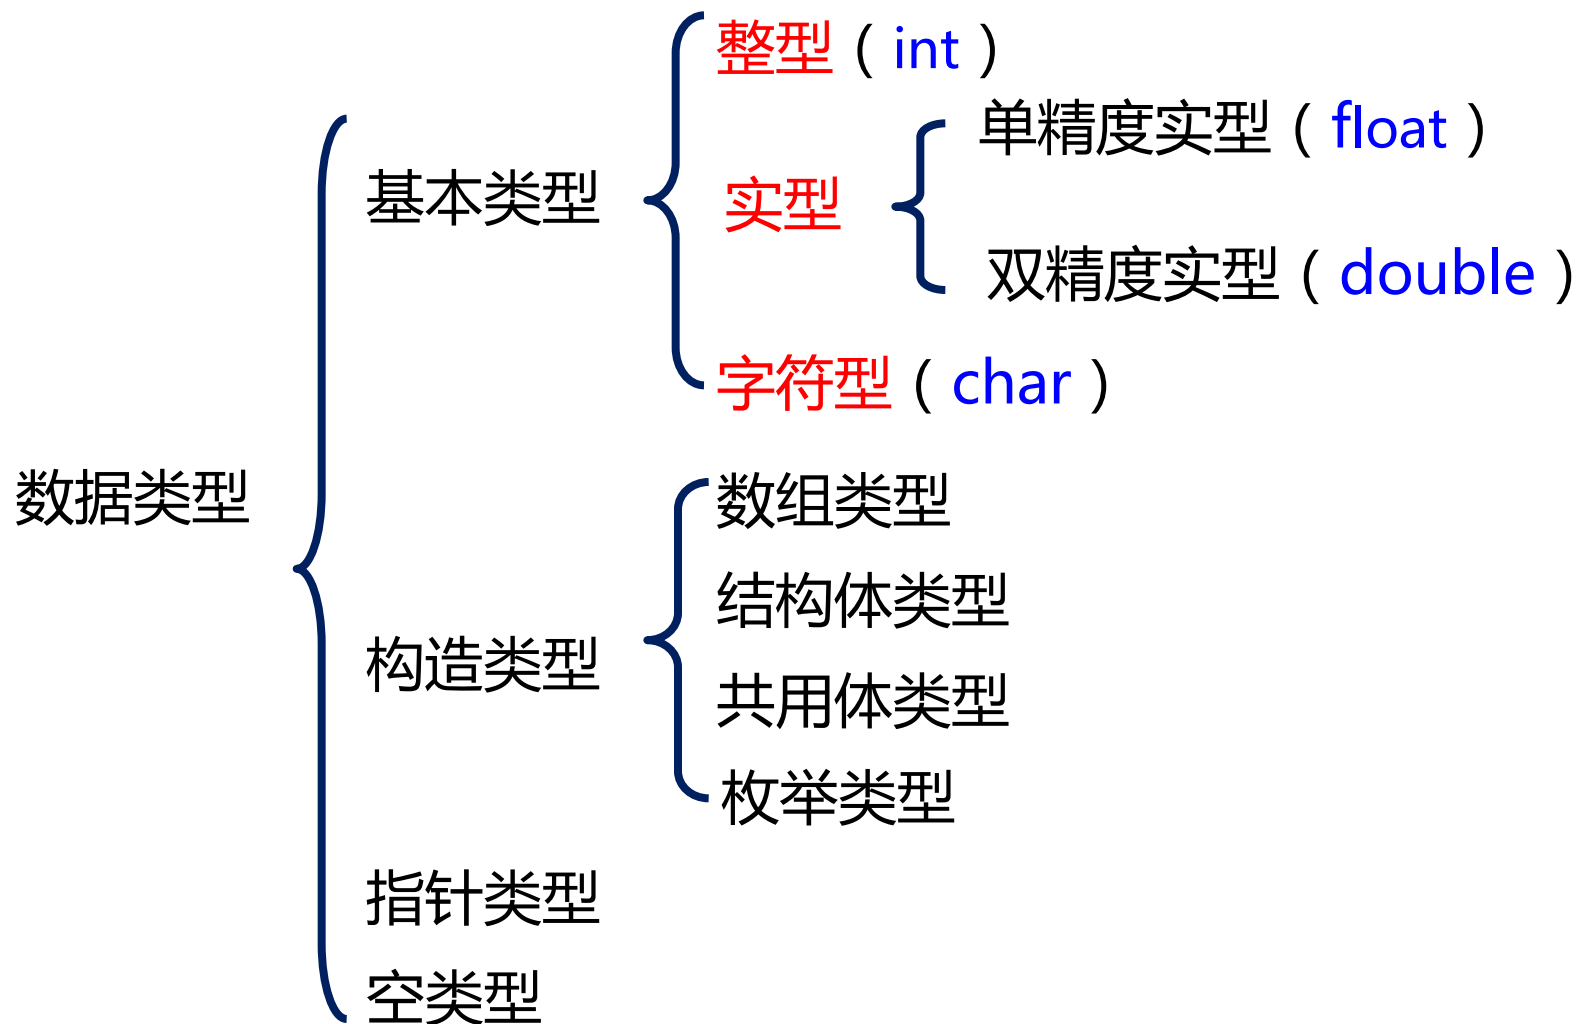 数据类型
基本类型
整型（int）
实型
单精度实型（float）
双精度实型（double）
字符型（char）
构造类型
数组类型
结构体类型
共用体类型
枚举类型
指针类型
空类型